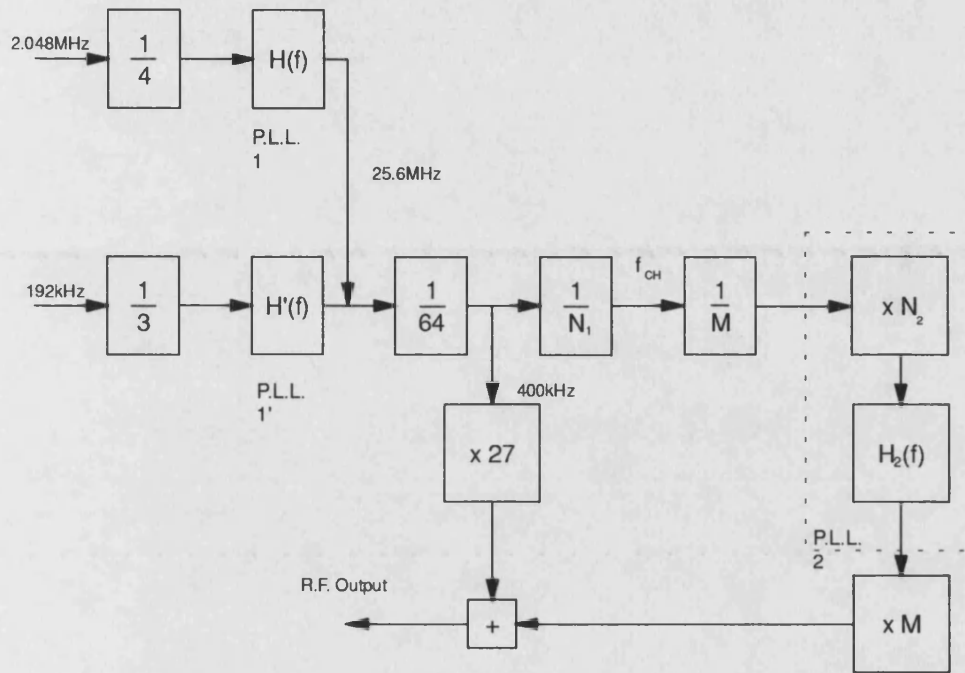 2.048MHz
1
4
H(f)
P.L.L.
1
25.6MHz
192kHz
1
3
H'(f)
P.L.L.
1'
1
64
1
N₁
f CH
1
M
x N₂
400kHz
x 27
H₂(f)
P.L.L.
2
R.F. Output
+
x M